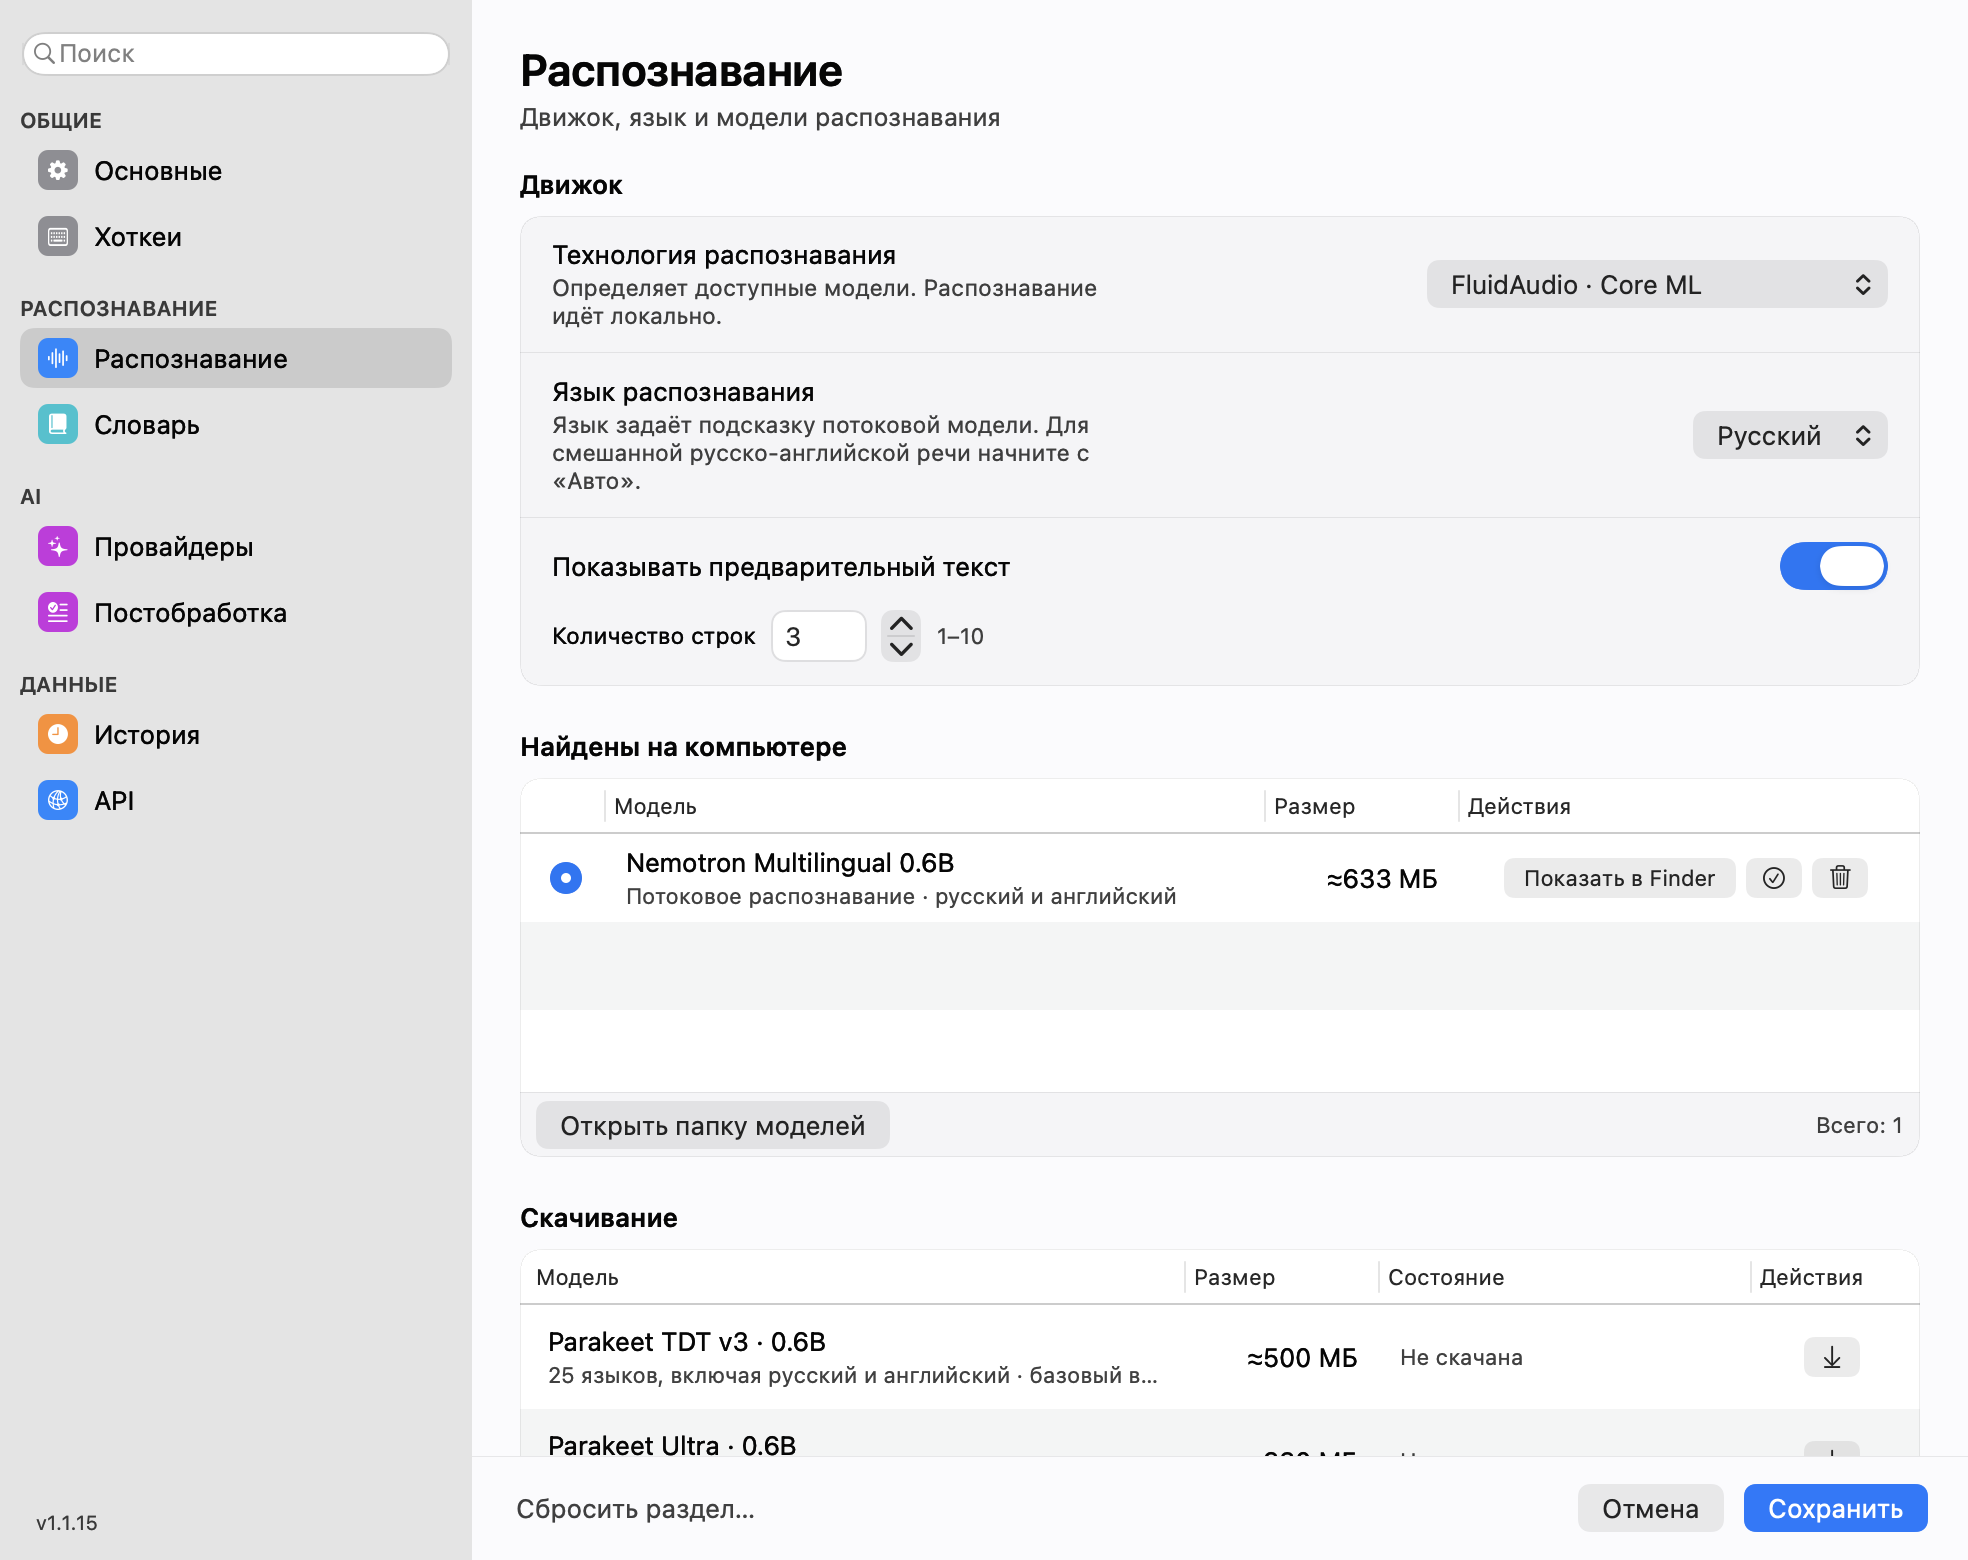 Поиск
ОБЩИЕ
Основные
Хоткеи
РАСПОЗНАВАНИЕ
Распознавание
Словарь
AI
Провайдеры
Постобработка
ДАННЫЕ
История
API
v1.1.15
Распознавание
Движок, язык и модели распознавания
Движок
Технология распознавания
Определяет доступные модели. Распознавание
идёт локально.
FluidAudio · Core ML
Язык распознавания
Язык задаёт подсказку потоковой модели. Для
смешанной русско-английской речи начните с
«Авто».
Русский
Показывать предварительный текст
Количество строк 3 1–10
Найдены на компьютере
Модель Размер Действия
Nemotron Multilingual 0.6B
Потоковое распознавание · русский и английский
≈633 МБ
Показать в Finder
Открыть папку моделей
Всего: 1
Скачивание
Модель Размер Состояние Действия
Parakeet TDT v3 · 0.6B
25 языков, включая русский и английский · базовый в…
≈500 МБ
Не скачана
Parakeet Ultra · 0.6B
Сбросить раздел…
Отмена
Сохранить